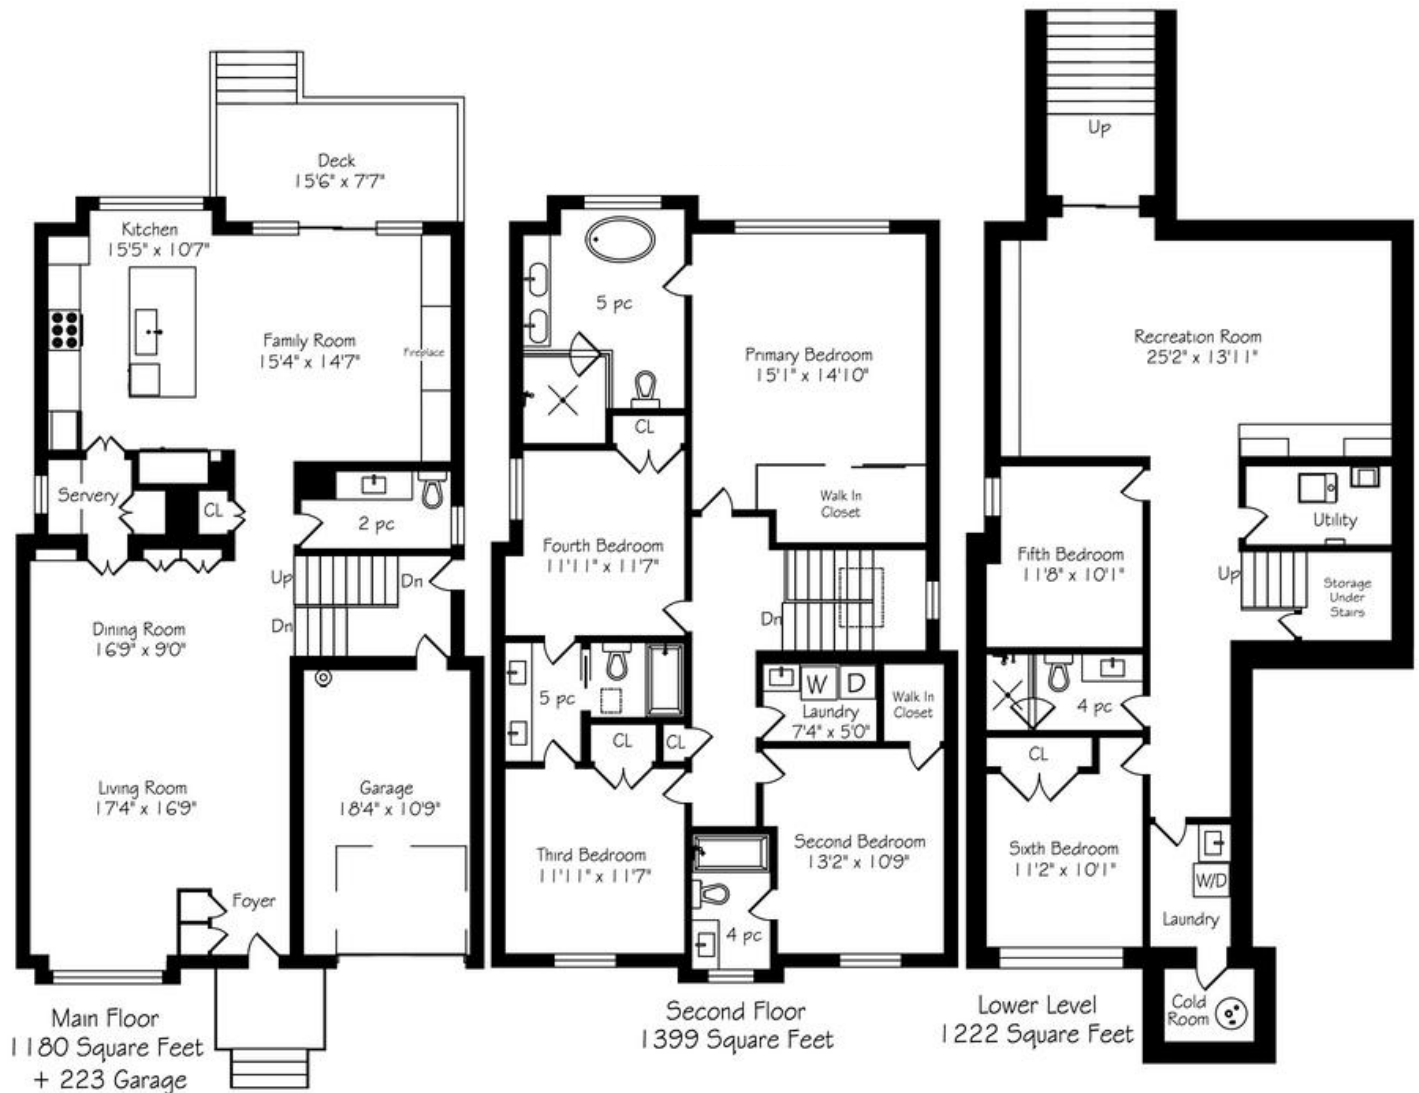 Deck
15'6" x 7'7"
Kitchen
15'5" x 10'7"
Family Room
15'4" x 14'7"
Fireplace
Servery
CL
2 pc
Up
Dn
Dn
Dining Room
16'9" x 9'0"
Living Room
17'4" x 16'9"
Garage
18'4" x 10'9"
Foyer
Main Floor
1180 Square Feet
+ 223 Garage
5 pc
Primary Bedroom
15'1" x 14'10"
CL
Walk In
Closet
Fourth Bedroom
11'11" x 11'7"
Dn
5 pc
W
D
Laundry
7'4" x 5'0"
Walk In
Closet
CL
CL
Third Bedroom
11'11" x 11'7"
Second Bedroom
13'2" x 10'9"
4 pc
Second Floor
1399 Square Feet
Up
Recreation Room
25'2" x 13'11"
Utility
Fifth Bedroom
11'8" x 10'1"
Up
Storage
Under
Stairs
4 pc
CL
Sixth Bedroom
11'2" x 10'1"
W/D
Laundry
Cold
Room
Lower Level
1222 Square Feet